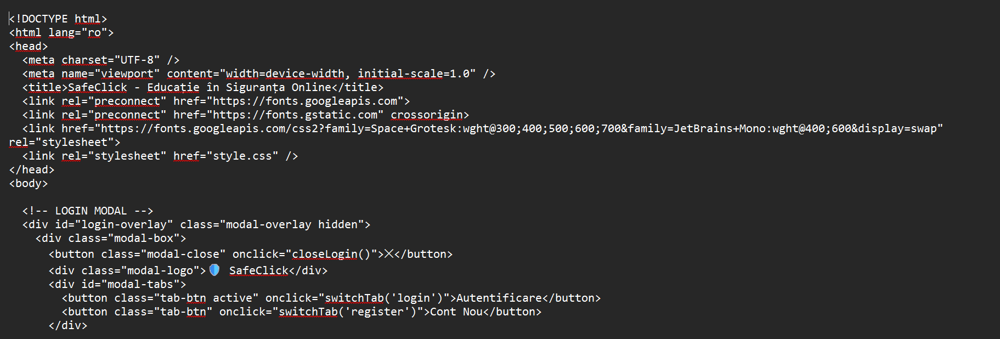 <!DOCTYPE html>
<html lang="ro">
<head>
  <meta charset="UTF-8" />
  <meta name="viewport" content="width=device-width, initial-scale=1.0" />
  <title>SafeClick - Educație în Siguranța Online</title>
  <link rel="preconnect" href="https://fonts.googleapis.com">
  <link rel="preconnect" href="https://fonts.gstatic.com" crossorigin>
  <link href="https://fonts.googleapis.com/css2?family=Space+Grotesk:wght@300;400;500;600;700&family=JetBrains+Mono:wght@400;600&display=swap"
rel="stylesheet">
  <link rel="stylesheet" href="style.css" />
</head>
<body>

  <!-- LOGIN MODAL -->
  <div id="login-overlay" class="modal-overlay hidden">
    <div class="modal-box">
      <button class="modal-close" onclick="closeLogin()">✕</button>
      <div class="modal-logo">🛡️ SafeClick</div>
      <div id="modal-tabs">
        <button class="tab-btn active" onclick="switchTab('login')">Autentificare</button>
        <button class="tab-btn" onclick="switchTab('register')">Cont Nou</button>
      </div>